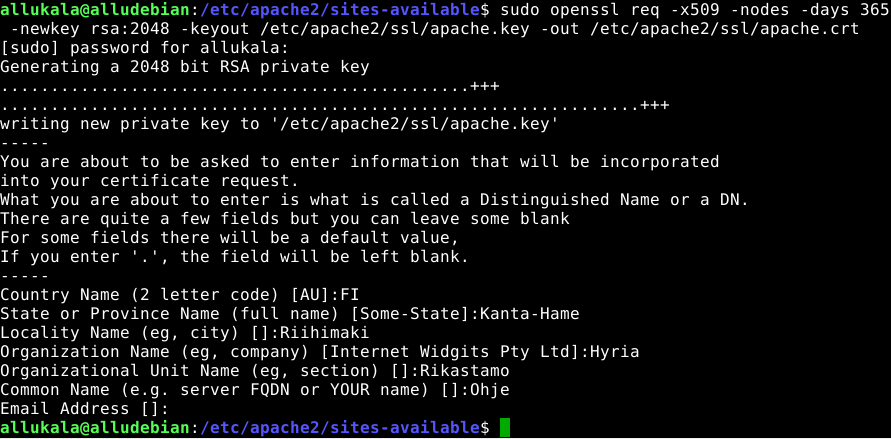 allukala@alludebian:/etc/apache2/sites-available$ sudo openssl req -x509 -nodes -days 365
 -newkey rsa:2048 -keyout /etc/apache2/ssl/apache.key -out /etc/apache2/ssl/apache.crt
[sudo] password for allukala:
Generating a 2048 bit RSA private key
...............................................+++
................................................................+++
writing new private key to '/etc/apache2/ssl/apache.key'
-----
You are about to be asked to enter information that will be incorporated
into your certificate request.
What you are about to enter is what is called a Distinguished Name or a DN.
There are quite a few fields but you can leave some blank
For some fields there will be a default value,
If you enter '.', the field will be left blank.
-----
Country Name (2 letter code) [AU]:FI
State or Province Name (full name) [Some-State]:Kanta-Hame
Locality Name (eg, city) []:Riihimaki
Organization Name (eg, company) [Internet Widgits Pty Ltd]:Hyria
Organizational Unit Name (eg, section) []:Rikastamo
Common Name (e.g. server FQDN or YOUR name) []:Ohje
Email Address []:
allukala@alludebian:/etc/apache2/sites-available$